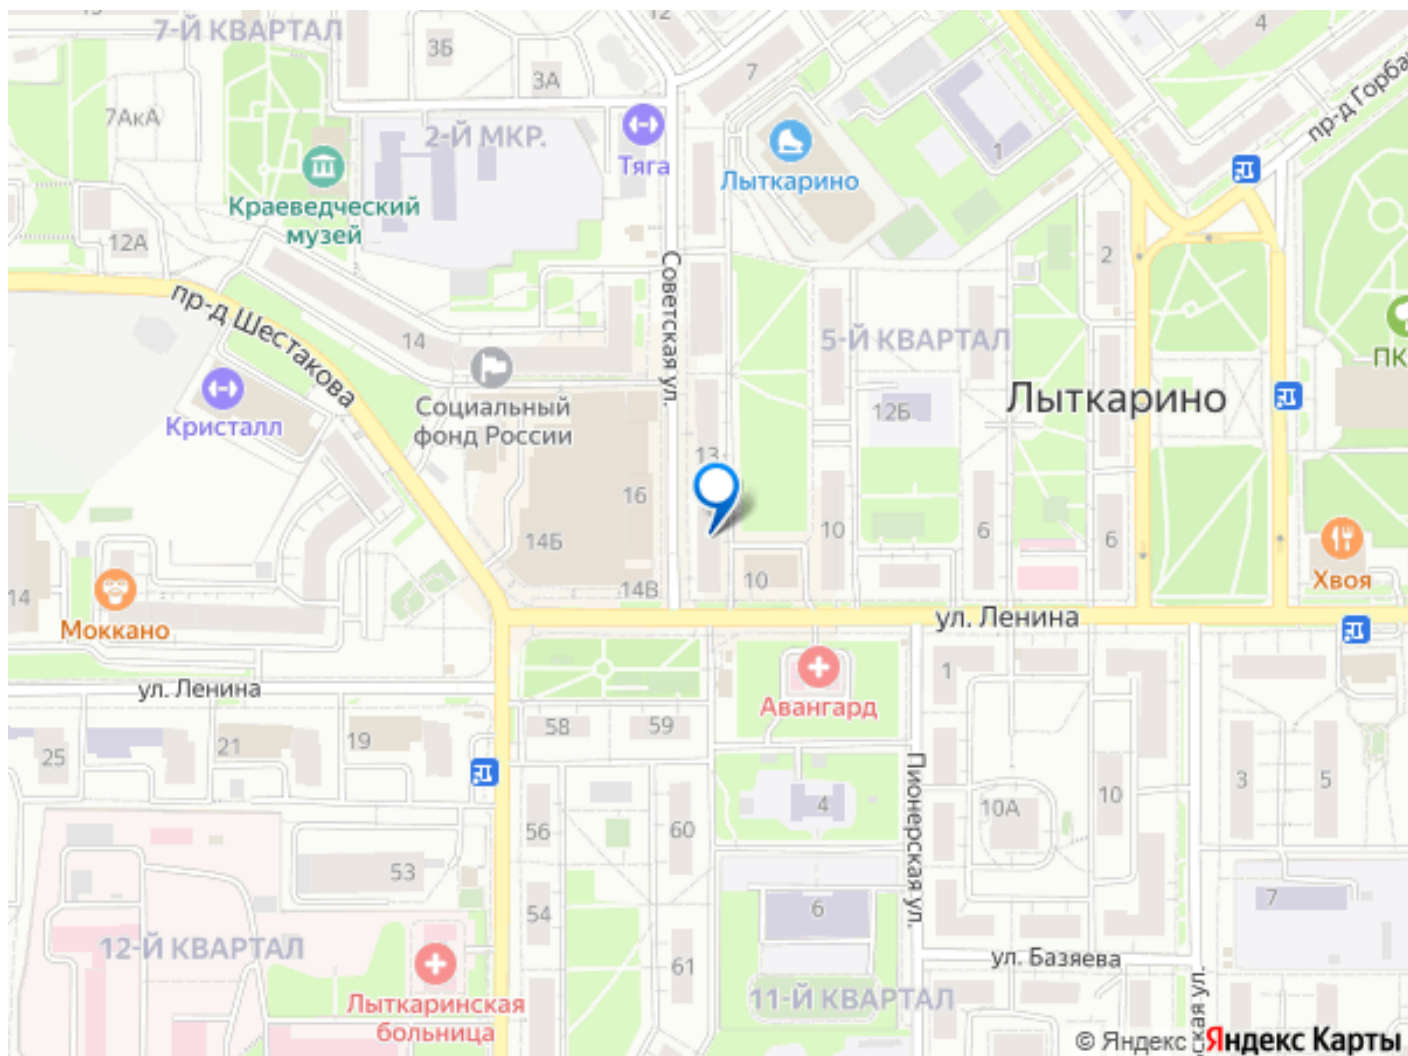 7-Й КВАРТАЛ
12
4
3Б
7
3А
пр-д Горба
7АкА
2-Й МКР.
Тяга
1
Лыткарино
Краеведческий
музей
12А
2
Советская ул.
пр-д Шестакова
14
5-Й КВАРТАЛ
ПК
Социальный
фонд России
Кристалл
12Б
Лыткарино
13
16
14Б
10
6
6
Хвоя
14
14В
10
Моккано
ул. Ленина
ул. Ленина
1
Авангард
58
59
25
21
19
Пионерская ул.
3
5
4
10А
10
56
60
53
6
7
54
12-Й КВАРТАЛ
61
ул. Базяева
Лыткаринская
больница
11-Й КВАРТАЛ
ская ул.
© Яндекс Яндекс Карты